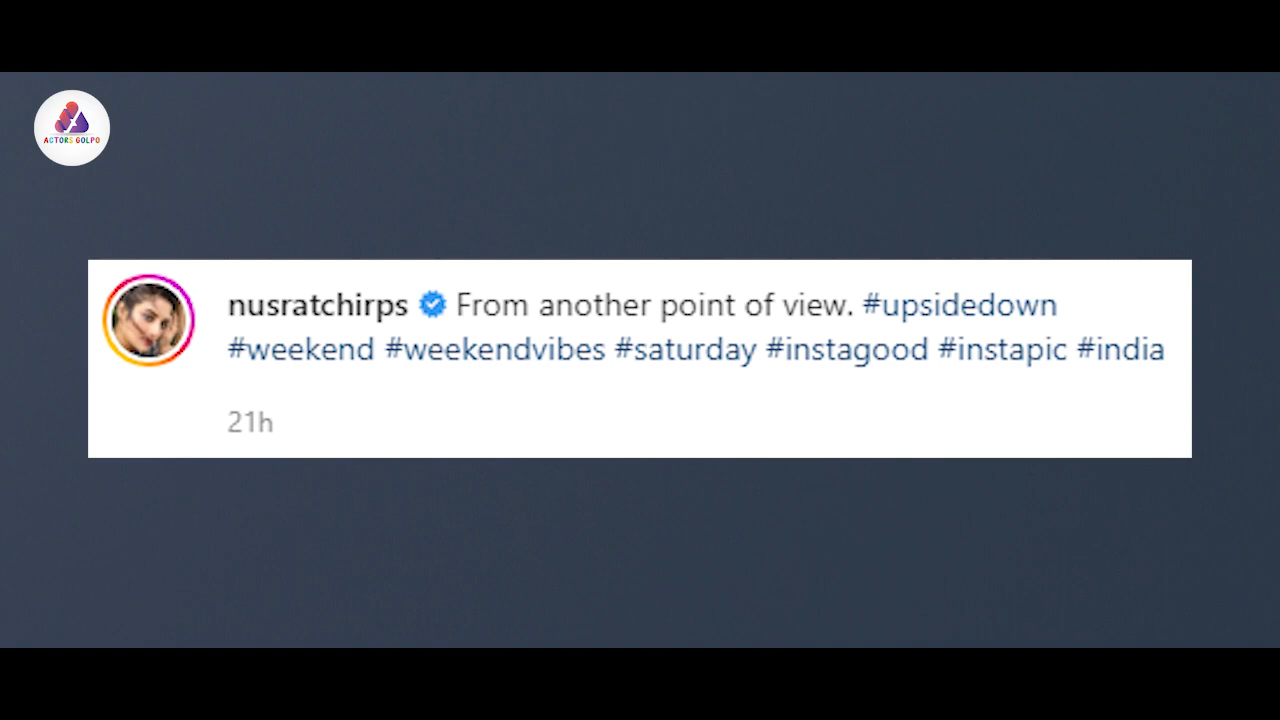 ACTORS GOLPO
nusratchirps From another point of view. #upsidedown
#weekend #weekendvibes #saturday #instagood #instapic #india
21h